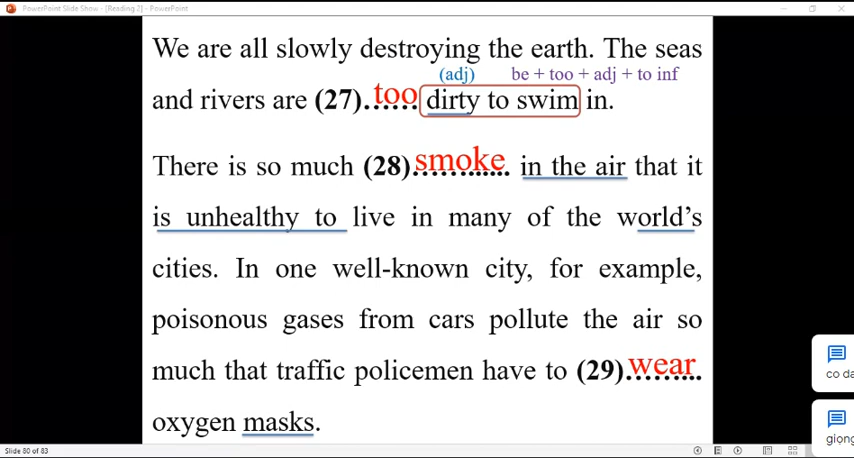 PowerPoint Slide Show - [Reading 2] - PowerPoint
We are all slowly destroying the earth. The seas
(adj) be + too + adj + to inf
and rivers are (27)......too dirty to swim in.
There is so much (28)smoke............ in the air that it
is unhealthy to live in many of the world's
cities. In one well-known city, for example,
poisonous gases from cars pollute the air so
much that traffic policemen have to (29)wear.........
oxygen masks.
co da
giọng
Slide 80 of 83